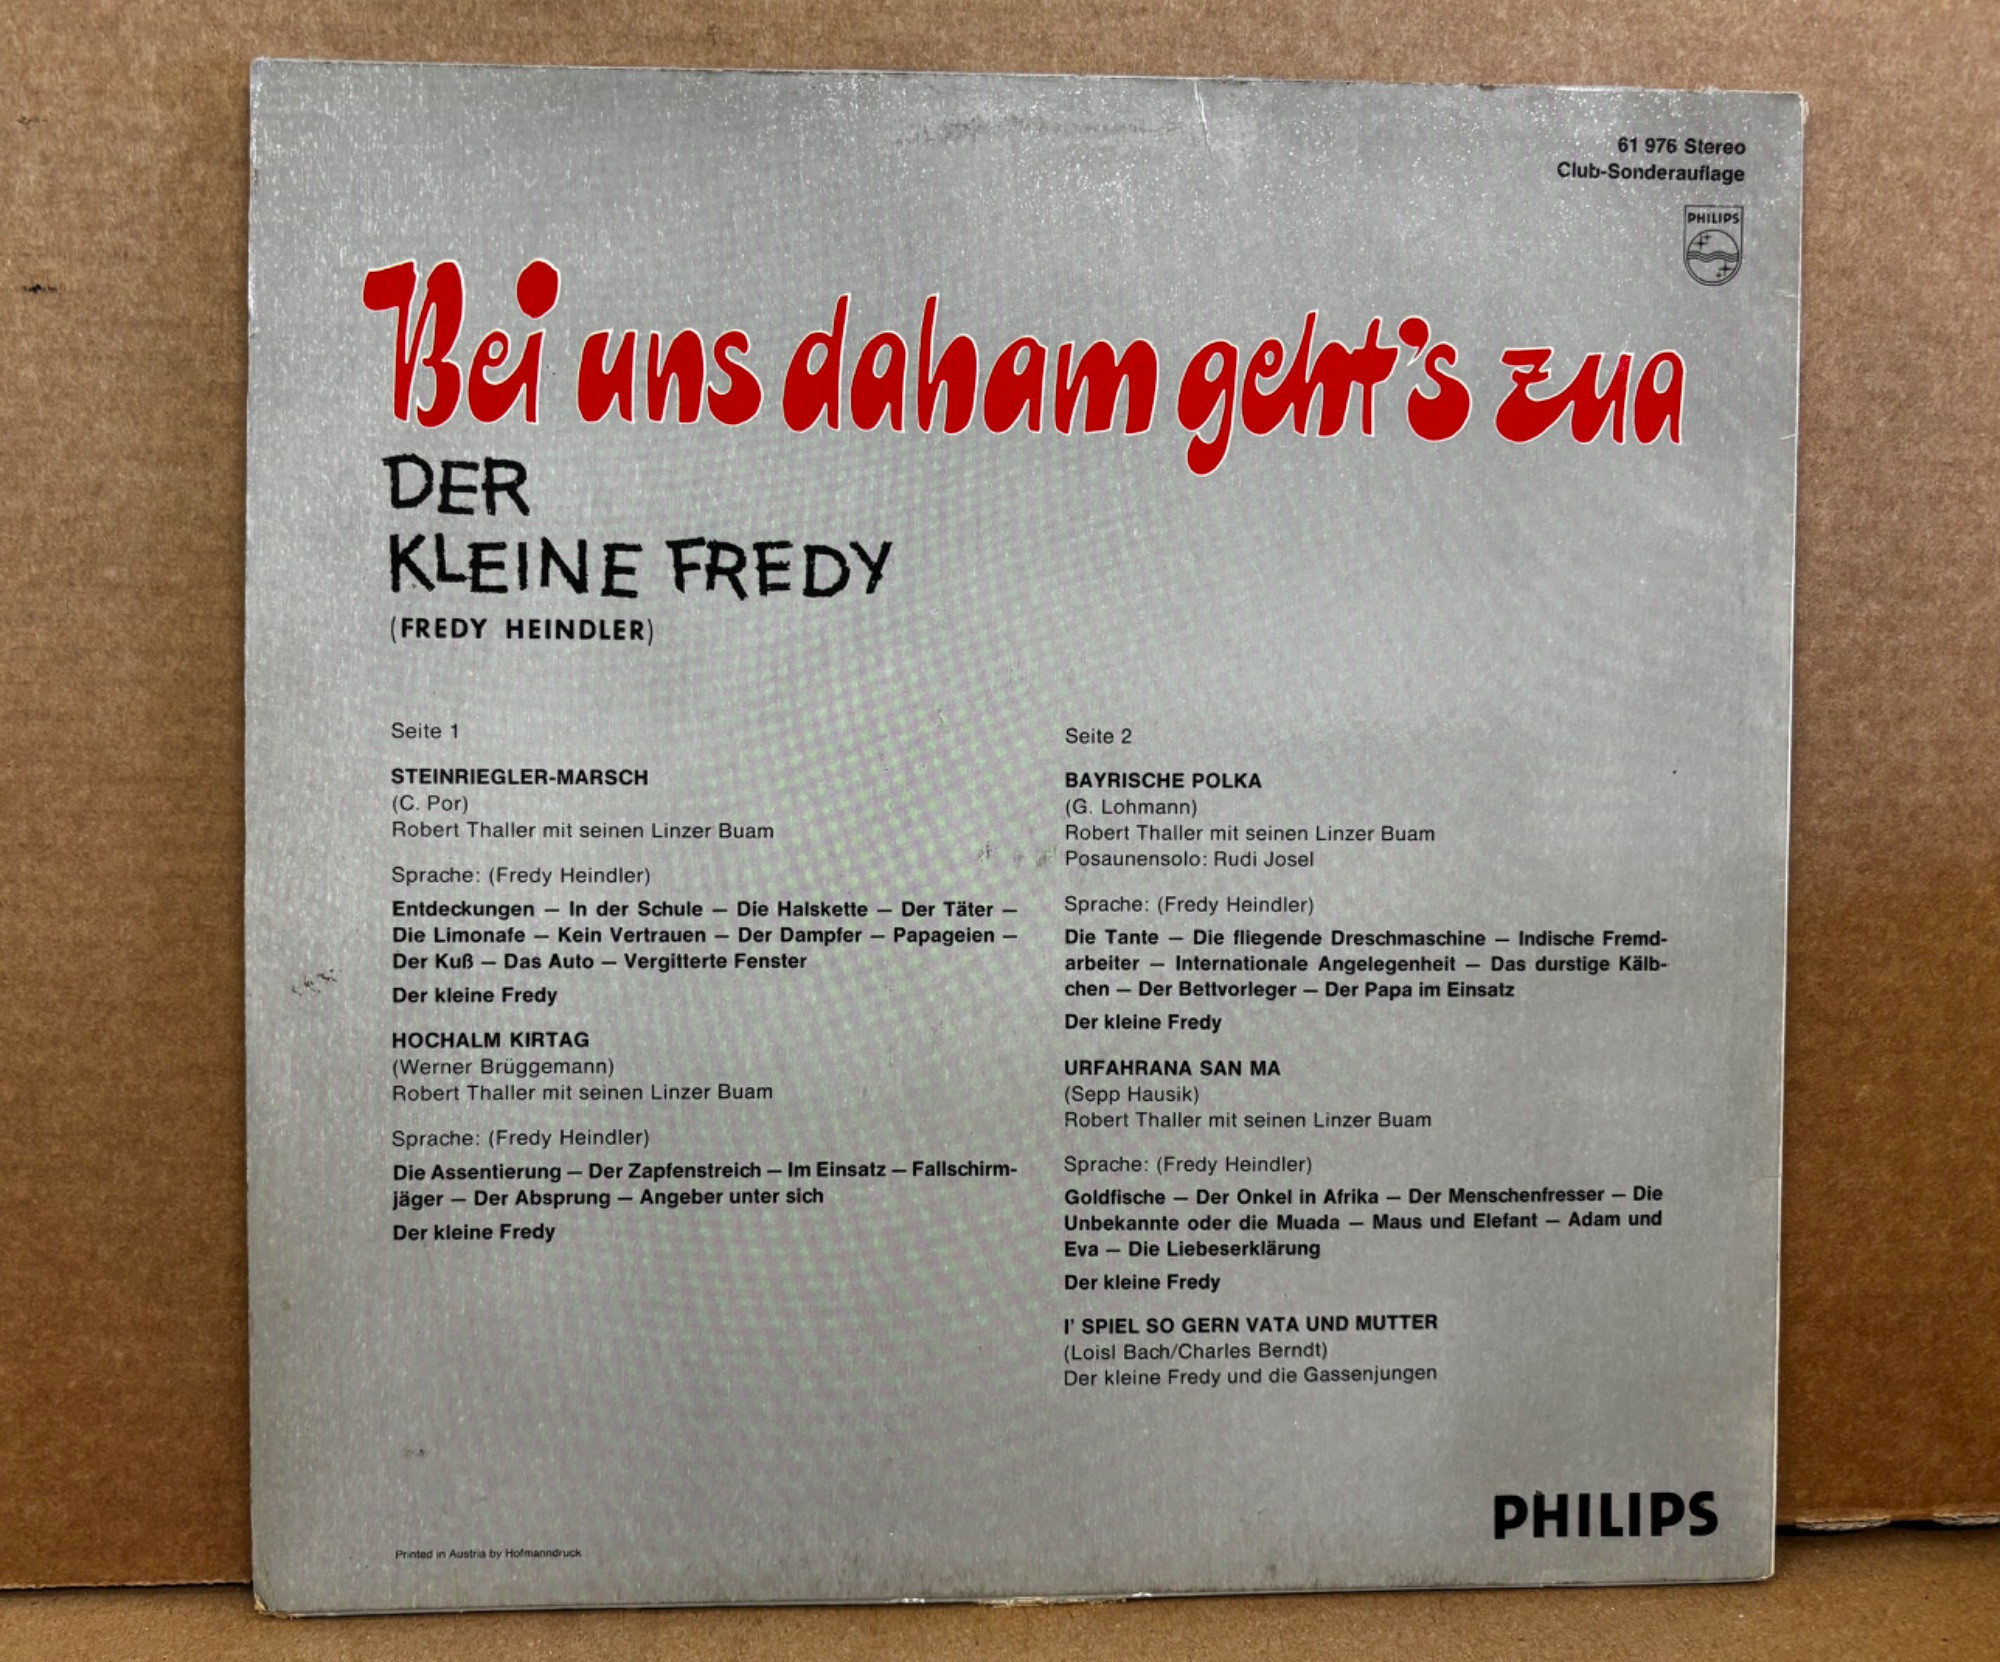 61 976 Stereo
Club-Sonderauflage
PHILIPS
Bei uns daham geht's zua
DER
KLEINE FREDY
(FREDY HEINDLER)
Seite 1
STEINRIEGLER-MARSCH
(C. Por)
Robert Thaller mit seinen Linzer Buam
Sprache: (Fredy Heindler)
Entdeckungen — In der Schule — Die Halskette — Der Täter —
Die Limonafe — Kein Vertrauen — Der Dampfer — Papageien —
Der Kuß — Das Auto — Vergitterte Fenster
Der kleine Fredy
HOCHALM KIRTAG
(Werner Brüggemann)
Robert Thaller mit seinen Linzer Buam
Sprache: (Fredy Heindler)
Die Assentierung — Der Zapfenstreich — Im Einsatz — Fallschirm-
jäger — Der Absprung — Angeber unter sich
Der kleine Fredy
Seite 2
BAYRISCHE POLKA
(G. Lohmann)
Robert Thaller mit seinen Linzer Buam
Posaunensolo: Rudi Josel
Sprache: (Fredy Heindler)
Die Tante — Die fliegende Dreschmaschine — Indische Fremd-
arbeiter — Internationale Angelegenheit — Das durstige Kälb-
chen — Der Bettvorleger — Der Papa im Einsatz
Der kleine Fredy
URFAHRANA SAN MA
(Sepp Hausik)
Robert Thaller mit seinen Linzer Buam
Sprache: (Fredy Heindler)
Goldfische — Der Onkel in Afrika — Der Menschenfresser — Die
Unbekannte oder die Muada — Maus und Elefant — Adam und
Eva — Die Liebeserklärung
Der kleine Fredy
I' SPIEL SO GERN VATA UND MUTTER
(Loisl Bach/Charles Berndt)
Der kleine Fredy und die Gassenjungen
PHILIPS
Printed in Austria by Hofmanndruck